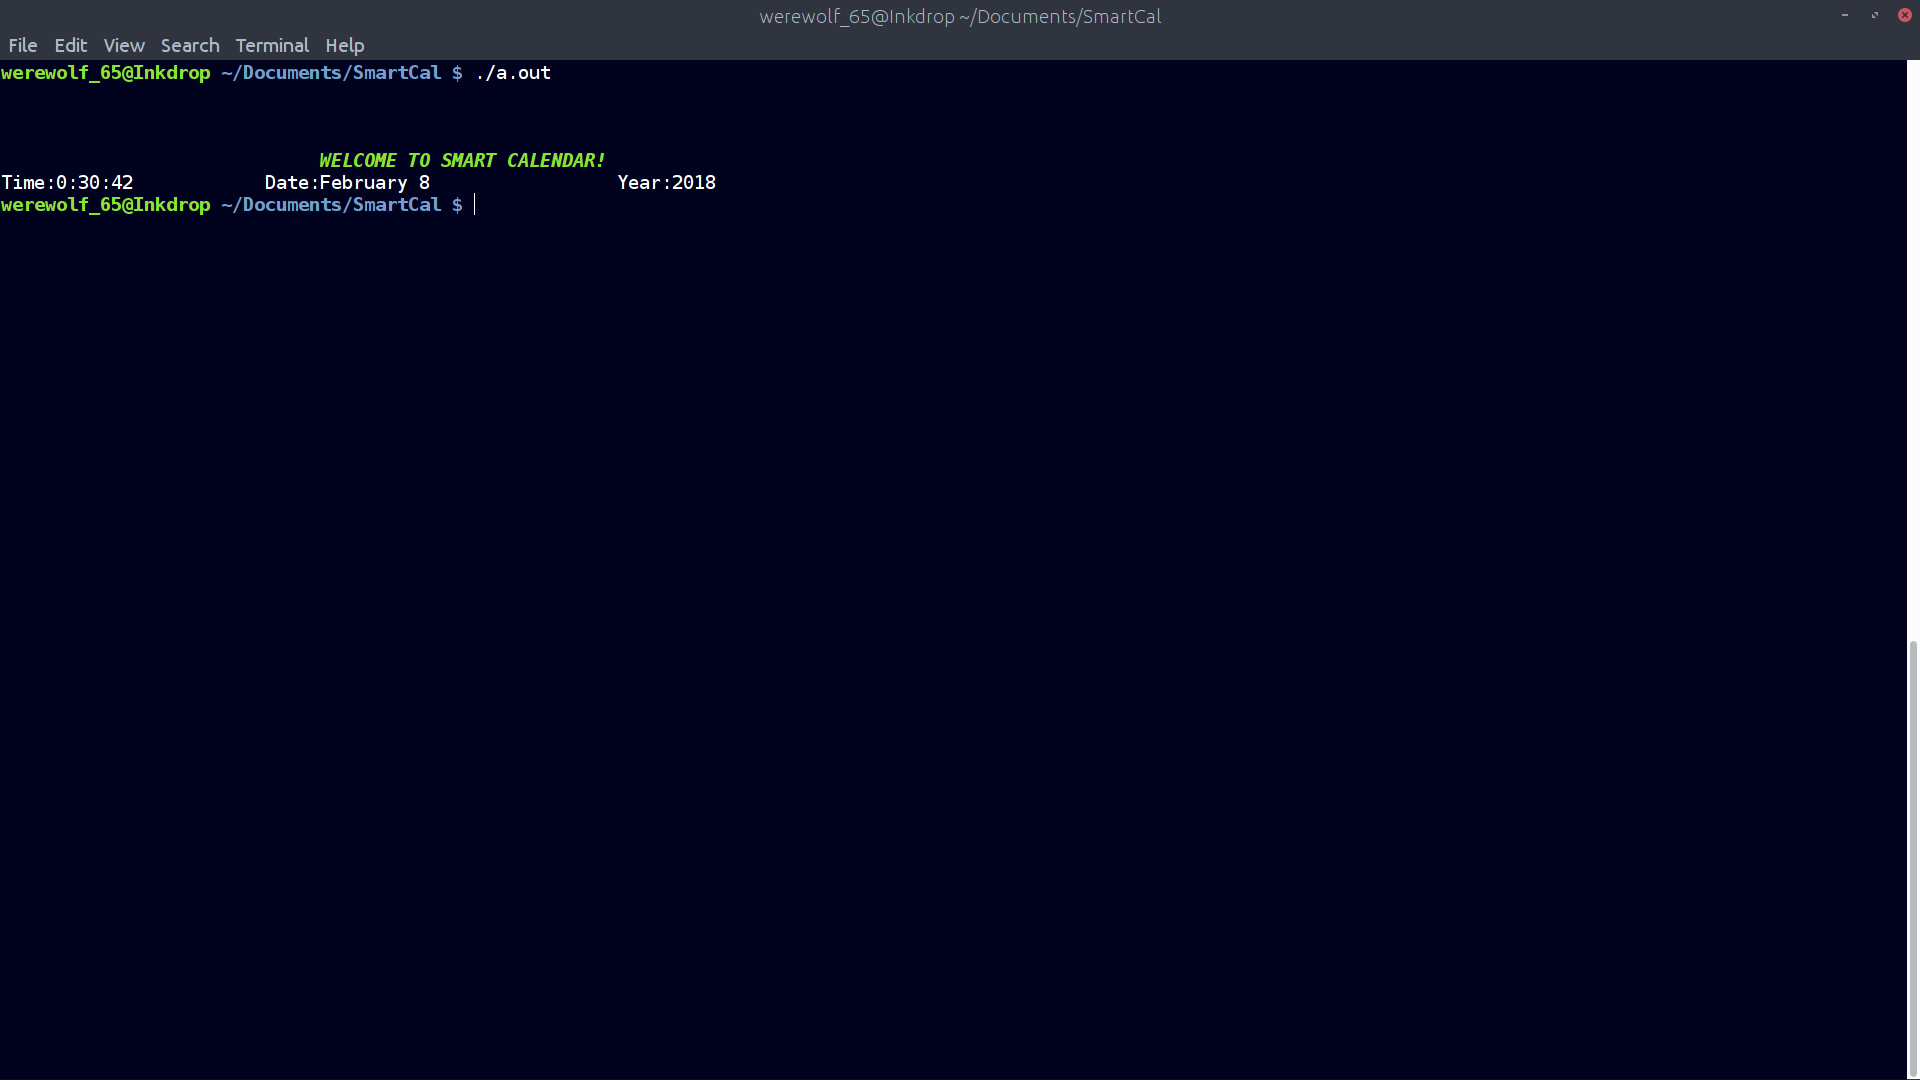 werewolf_65@Inkdrop ~/Documents/SmartCal
File Edit View Search Terminal Help
werewolf_65@Inkdrop ~/Documents/SmartCal $ ./a.out
WELCOME TO SMART CALENDAR!
Time:0:30:42 Date:February 8 Year:2018
werewolf_65@Inkdrop ~/Documents/SmartCal $